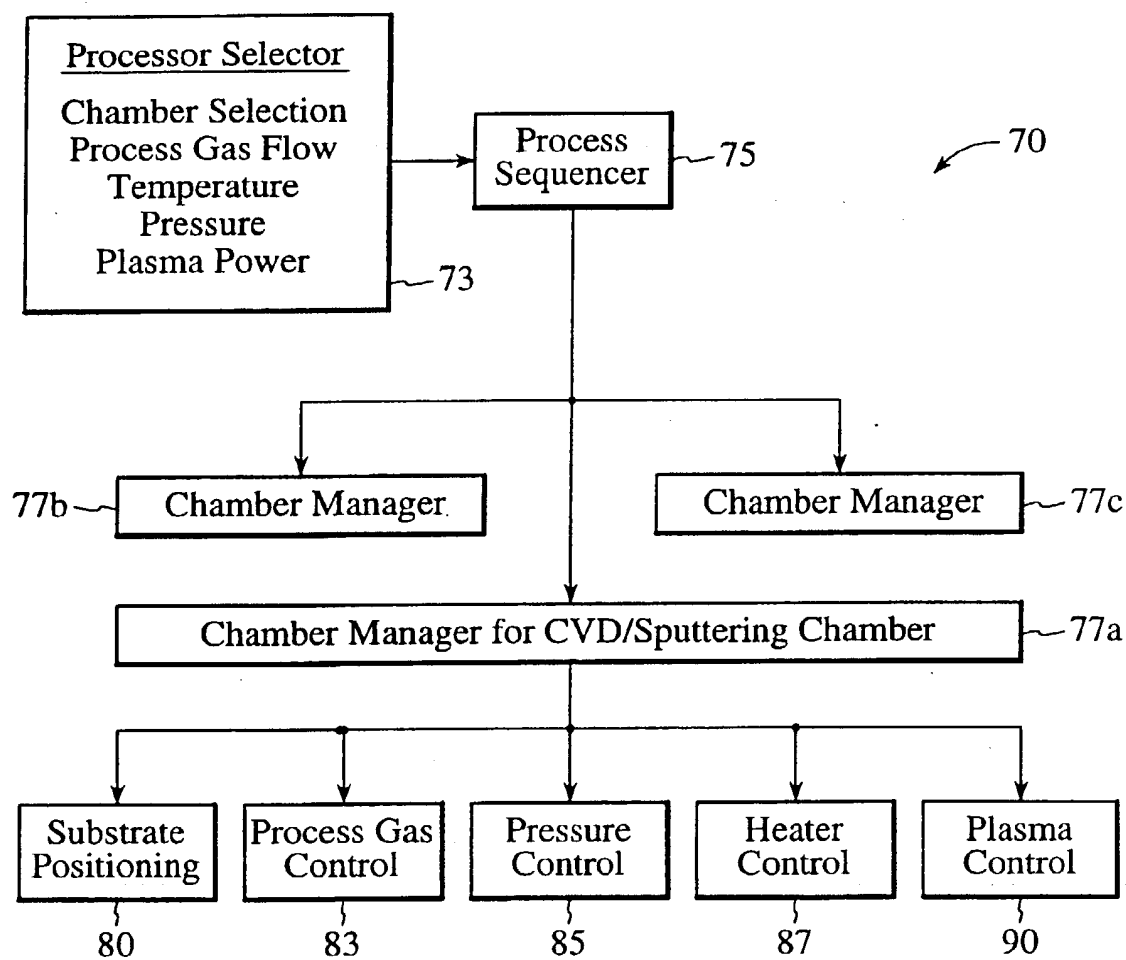 Processor Selector
Chamber Selection
Process Gas Flow
Temperature
Pressure
Plasma Power
73
Process
Sequencer
75
70
77b
Chamber Manager
Chamber Manager
77c
Chamber Manager for CVD/Sputtering Chamber
77a
Substrate
Positioning
Process Gas
Control
Pressure
Control
Heater
Control
Plasma
Control
80
83
85
87
90